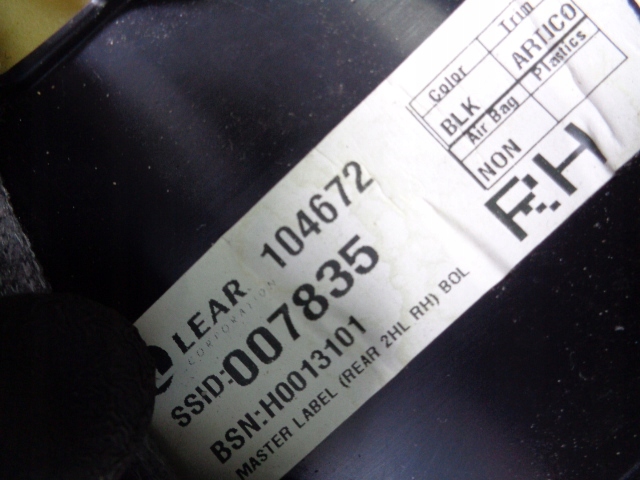 LEAR 104672
CORPORATION
SSID:007835
BSN:H0013101
MASTER LABEL (REAR 2HL RH) BOL
Color Trim
BLK ARTICO
Air Bag Plastics
NON
RH